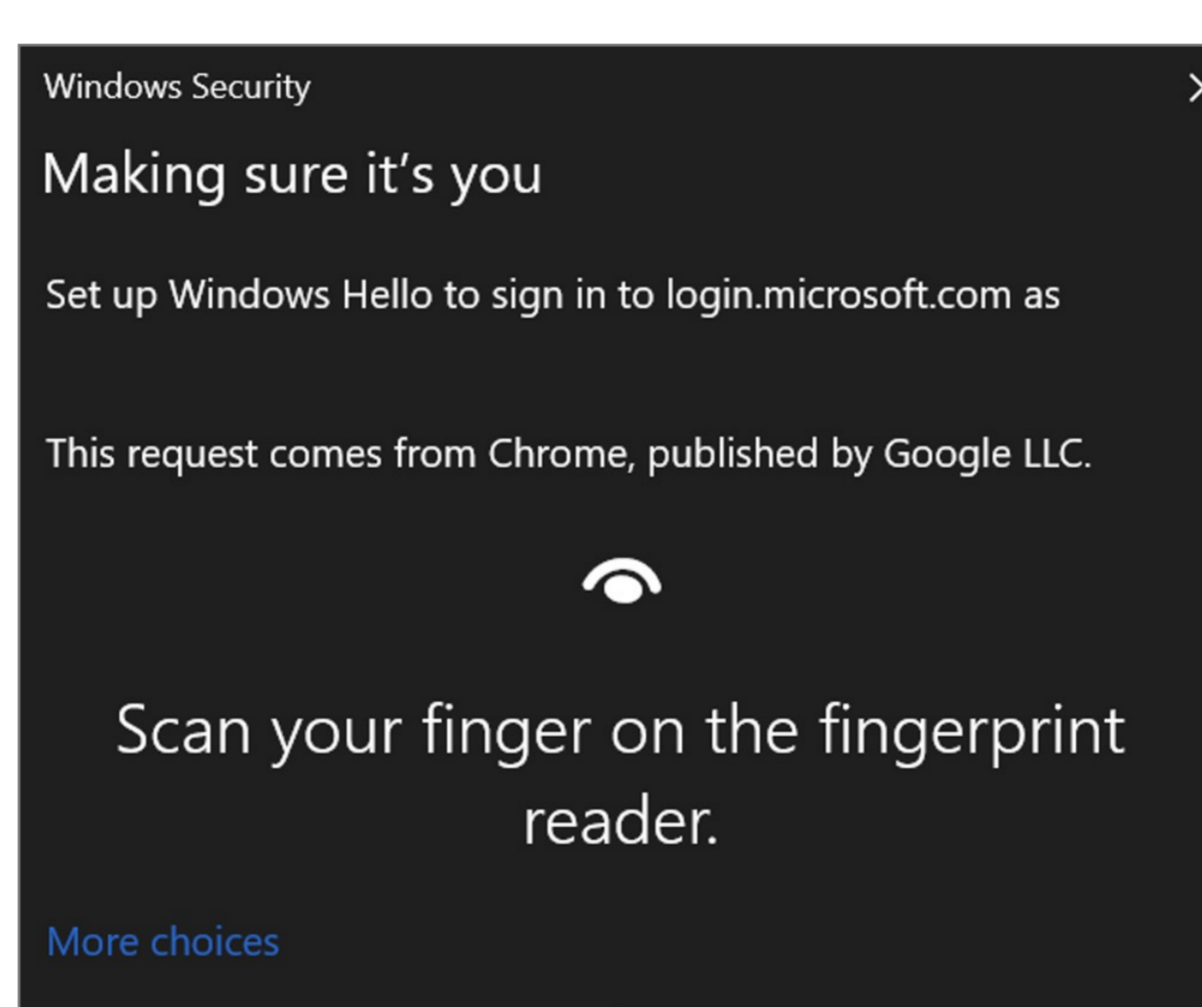 Windows Security
Making sure it’s you
Set up Windows Hello to sign in to login.microsoft.com as
This request comes from Chrome, published by Google LLC.
Scan your finger on the fingerprint
reader.
More choices